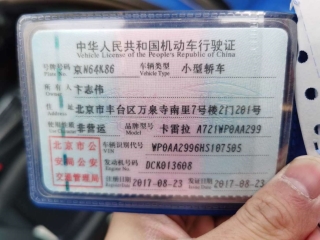 中华人民共和国机动车行驶证
Vehicle License of the People's Republic of China
号牌号码 京N64K86 车辆类型 小型轿车
Plate No. Vehicle Type
所有人 卞志伟
住址 北京市丰台区万泉寺南里7号楼2门201号
使用性质 非营运 品牌型号 卡雷拉 A721WP0AA299
北京市公安局公安交通管理局
车辆识别代号 WP0AA2996HS107505
VIN
发动机号码 DCK013608
Engine No.
注册日期 2017-08-23 发证日期 2017-08-23